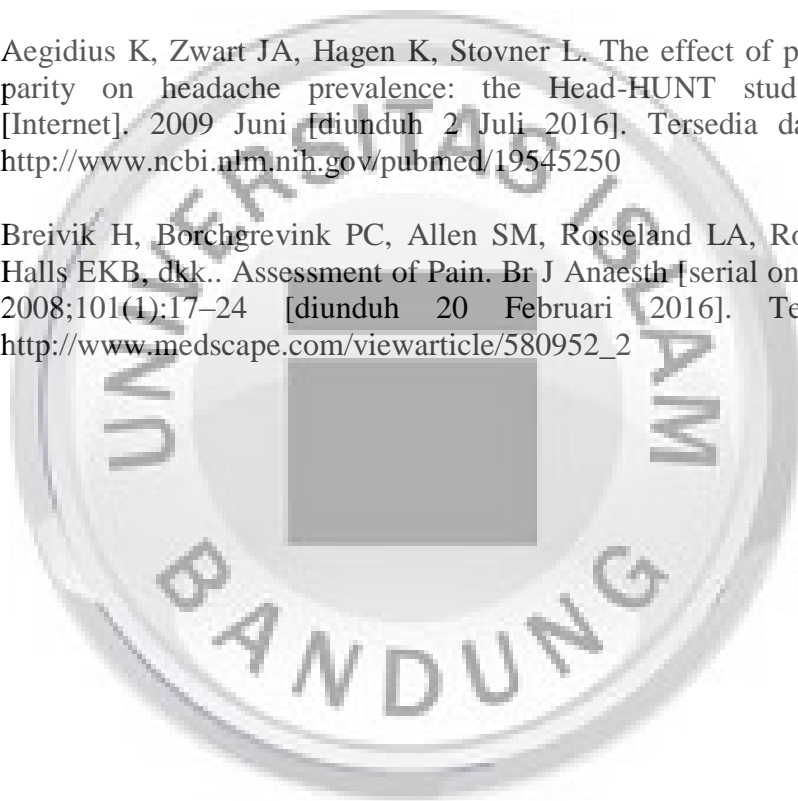 Aegidius K, Zwart JA, Hagen K, Stovner L. The effect of p
parity on headache prevalence: the Head-HUNT stud
[Internet]. 2009 Juni [diunduh 2 Juli 2016]. Tersedia da
http://www.ncbi.nlm.nih.gov/pubmed/19545250
Breivik H, Borchgrevink PC, Allen SM, Rosseland LA, Ro
Halls EKB, dkk.. Assessment of Pain. Br J Anaesth [serial on
2008;101(1):17–24 [diunduh 20 Februari 2016]. Te
http://www.medscape.com/viewarticle/580952_2
UNIVERSITAS ISLAM
BANDUNG